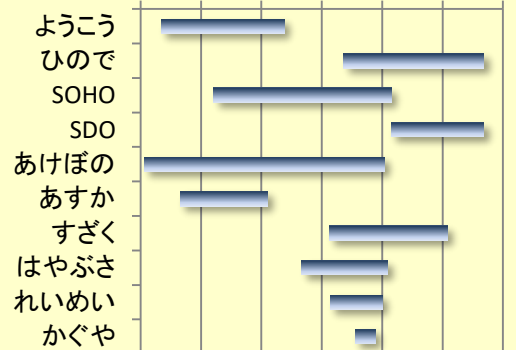 ようこう
ひので
SOHO
SDO
あけぼの
あすか
すざく
はやぶさ
れいめい
かぐや